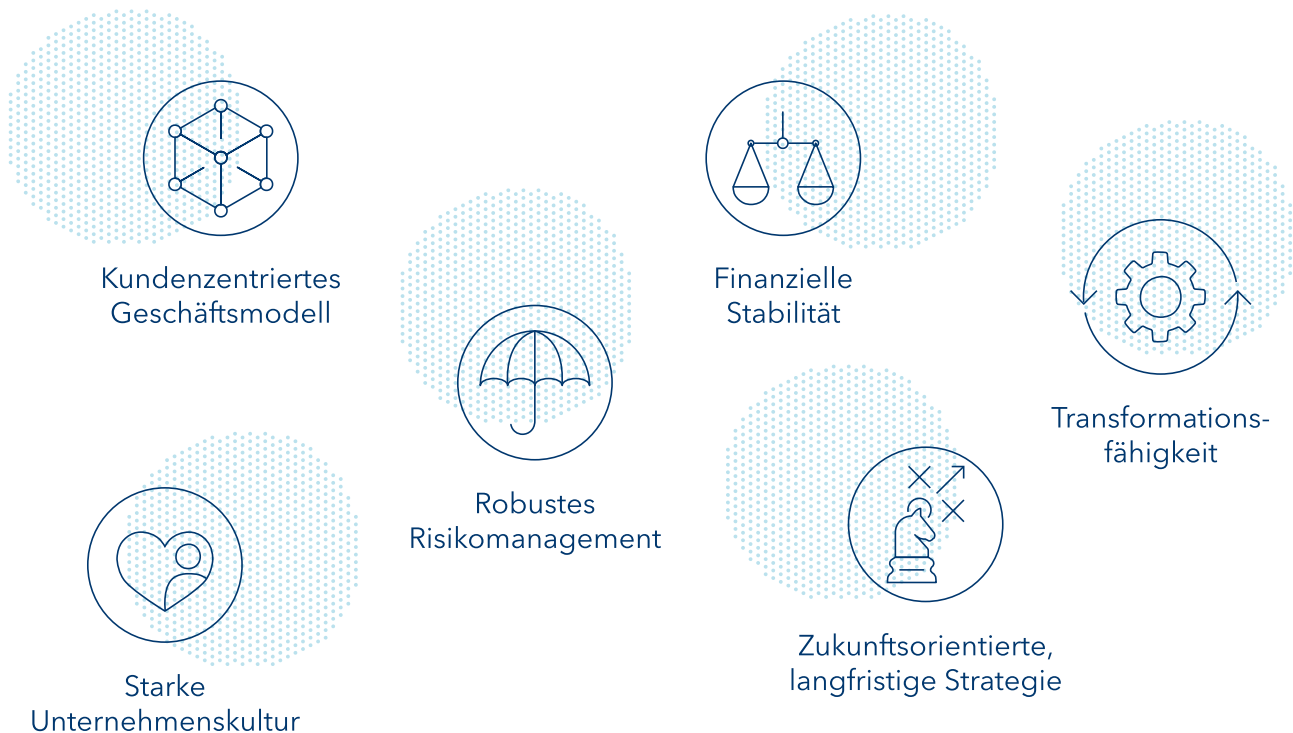 Kundenzentriertes
Geschäftsmodell
Finanzielle
Stabilität
Transformations-
fähigkeit
Robustes
Risikomanagement
Zukunftsorientierte,
langfristige Strategie
Starke
Unternehmenskultur